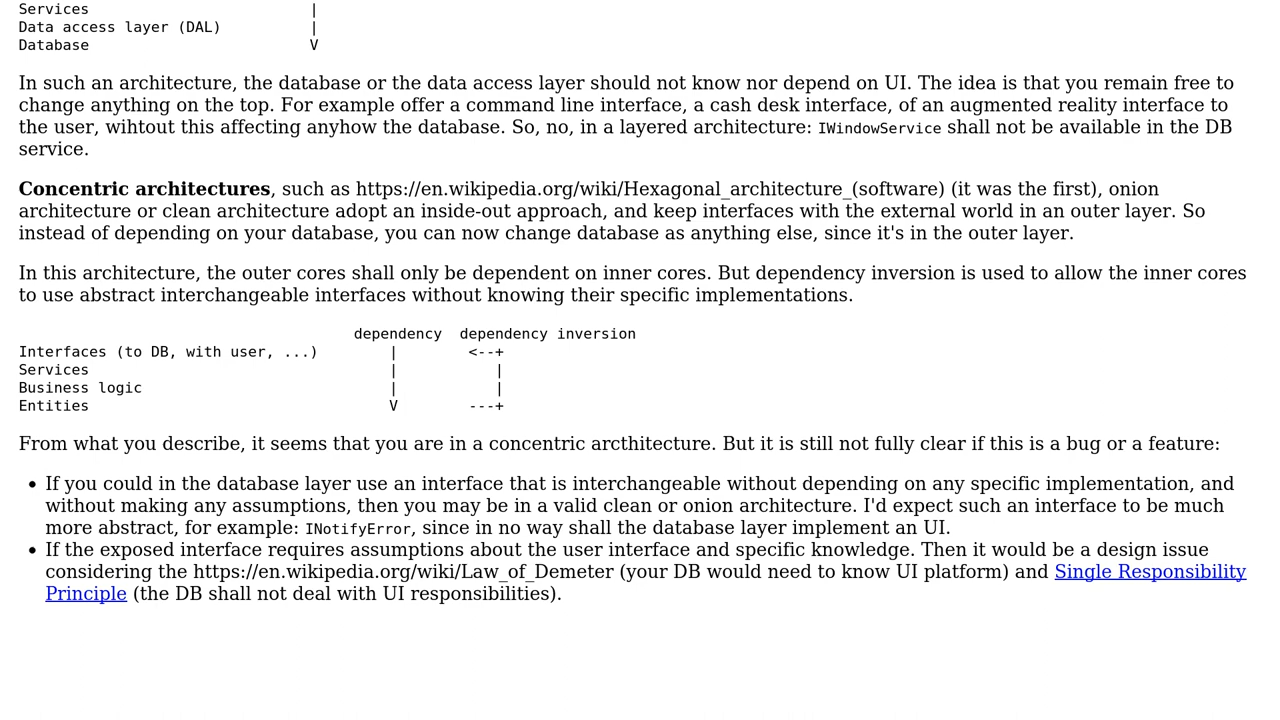 Services                         |
Data access layer (DAL)          |
Database                         V
In such an architecture, the database or the data access layer should not know nor depend on UI. The idea is that you remain free to
change anything on the top. For example offer a command line interface, a cash desk interface, of an augmented reality interface to
the user, wihtout this affecting anyhow the database. So, no, in a layered architecture: IWindowService shall not be available in the DB
service.
Concentric architectures, such as https://en.wikipedia.org/wiki/Hexagonal_architecture_(software) (it was the first), onion
architecture or clean architecture adopt an inside-out approach, and keep interfaces with the external world in an outer layer. So
instead of depending on your database, you can now change database as anything else, since it's in the outer layer.
In this architecture, the outer cores shall only be dependent on inner cores. But dependency inversion is used to allow the inner cores
to use abstract interchangeable interfaces without knowing their specific implementations.
                                      dependency  dependency inversion
Interfaces (to DB, with user, ...)        |        <--+
Services                                  |           |
Business logic                            |           |
Entities                                  V        ---+
From what you describe, it seems that you are in a concentric arcthitecture. But it is still not fully clear if this is a bug or a feature:
• If you could in the database layer use an interface that is interchangeable without depending on any specific implementation, and
without making any assumptions, then you may be in a valid clean or onion architecture. I'd expect such an interface to be much
more abstract, for example: INotifyError, since in no way shall the database layer implement an UI.
• If the exposed interface requires assumptions about the user interface and specific knowledge. Then it would be a design issue
considering the https://en.wikipedia.org/wiki/Law_of_Demeter (your DB would need to know UI platform) and Single Responsibility
Principle (the DB shall not deal with UI responsibilities).